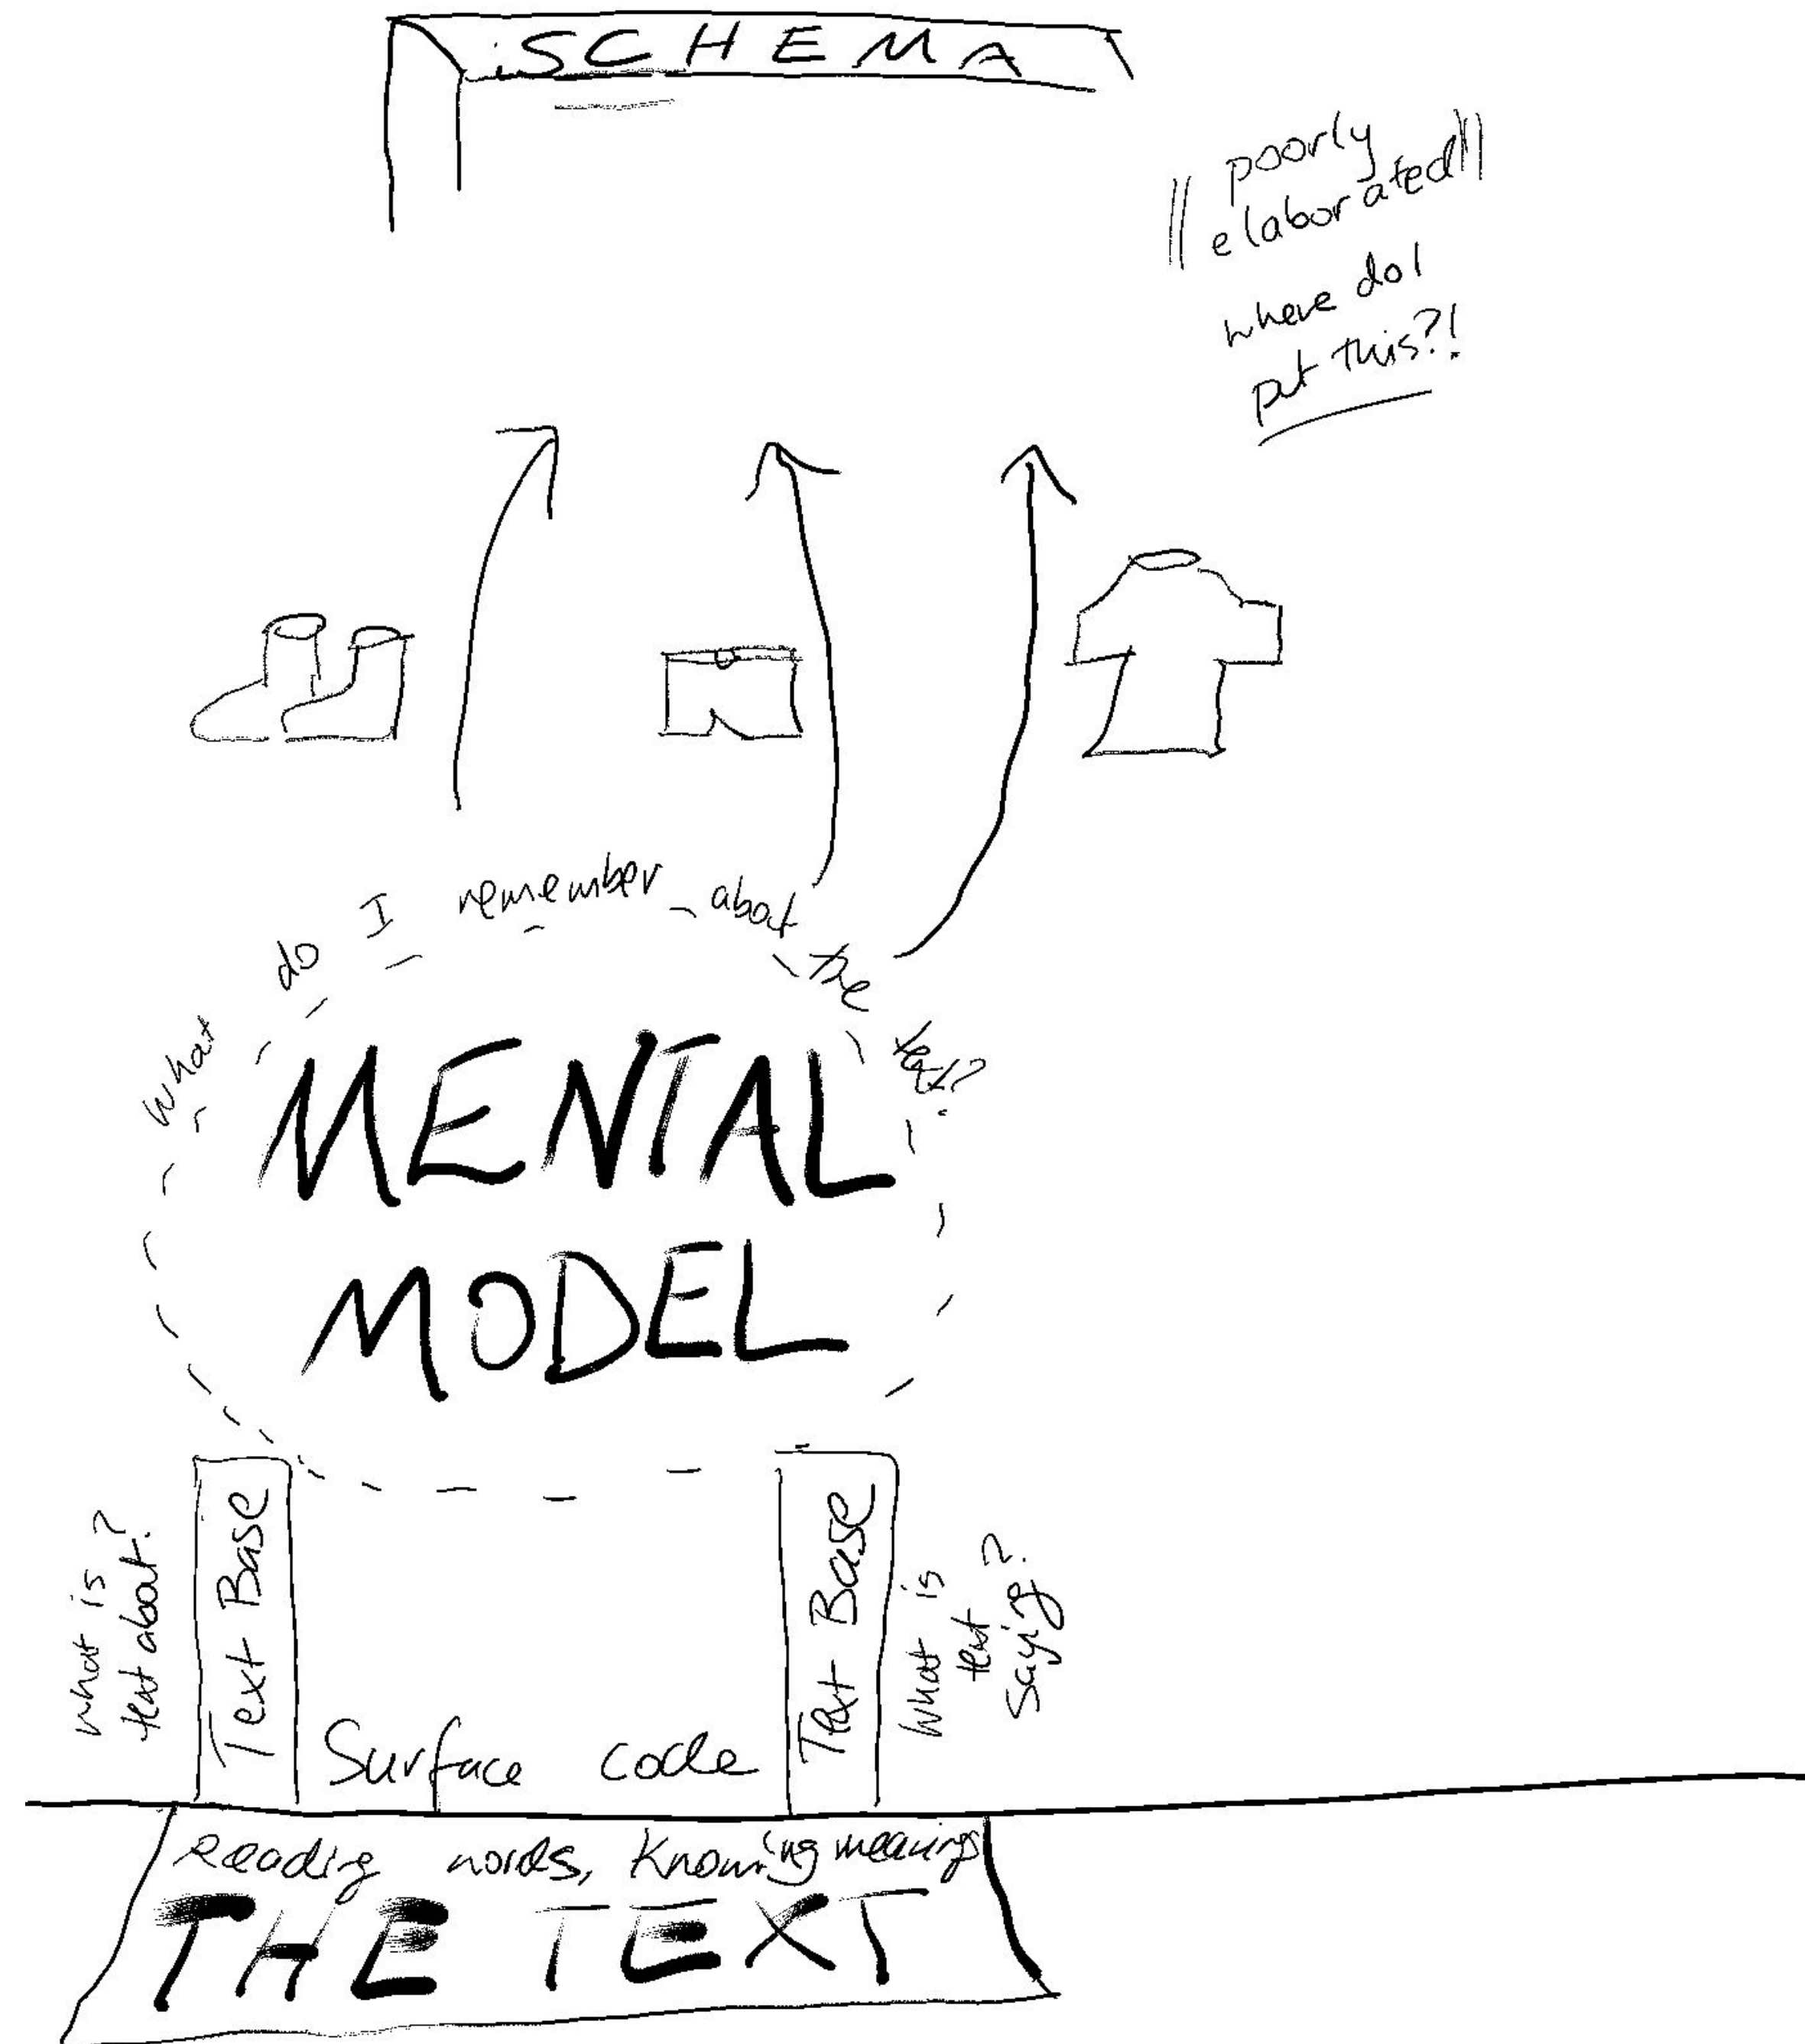 SCHEMA
poorly
elaborated
where do I
put this?!
What do I remember about the text?
MENTAL
MODEL
What is
text about?
Text Base
Text Base
What is
text
saying?
Surface code
Reading words, Knowing meanings
THE TEXT